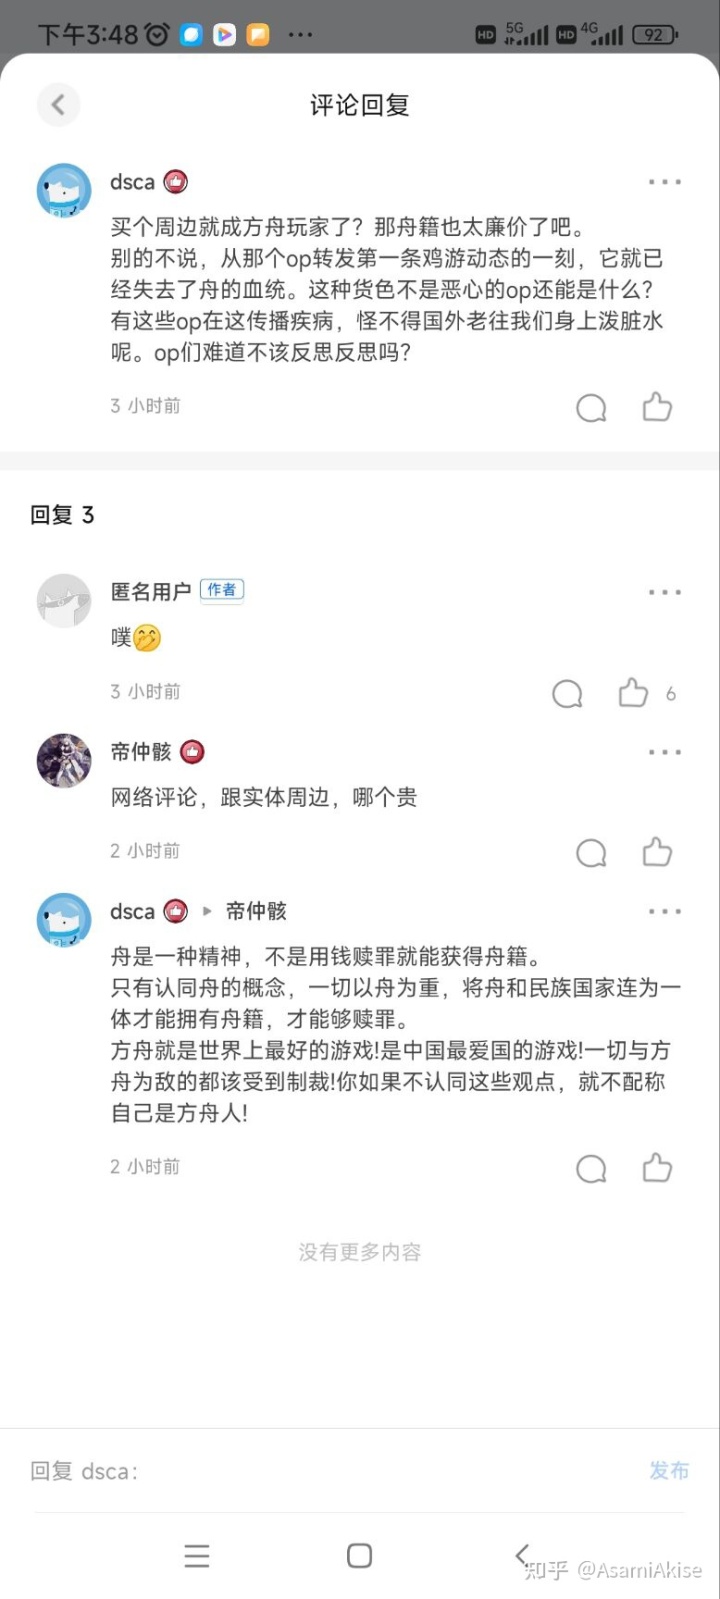 下午3:48
HD 5G HD 4G 92
评论回复
dsca
买个周边就成方舟玩家了？那舟籍也太廉价了吧。
别的不说，从那个op转发第一条鸡游动态的一刻，它就已
经失去了舟的血统。这种货色不是恶心的op还能是什么？
有这些op在这传播疾病，怪不得国外老往我们身上泼脏水
呢。op们难道不该反思反思吗？
3 小时前
回复 3
匿名用户 作者
噗🤭
3 小时前
6
帝仲骸
网络评论，跟实体周边，哪个贵
2 小时前
dsca ▸ 帝仲骸
舟是一种精神，不是用钱赎罪就能获得舟籍。
只有认同舟的概念，一切以舟为重，将舟和民族国家连为一
体才能拥有舟籍，才能够赎罪。
方舟就是世界上最好的游戏!是中国最爱国的游戏!一切与方
舟为敌的都该受到制裁!你如果不认同这些观点，就不配称
自己是方舟人!
2 小时前
没有更多内容
回复 dsca:
发布
知乎 @AsamiAkise